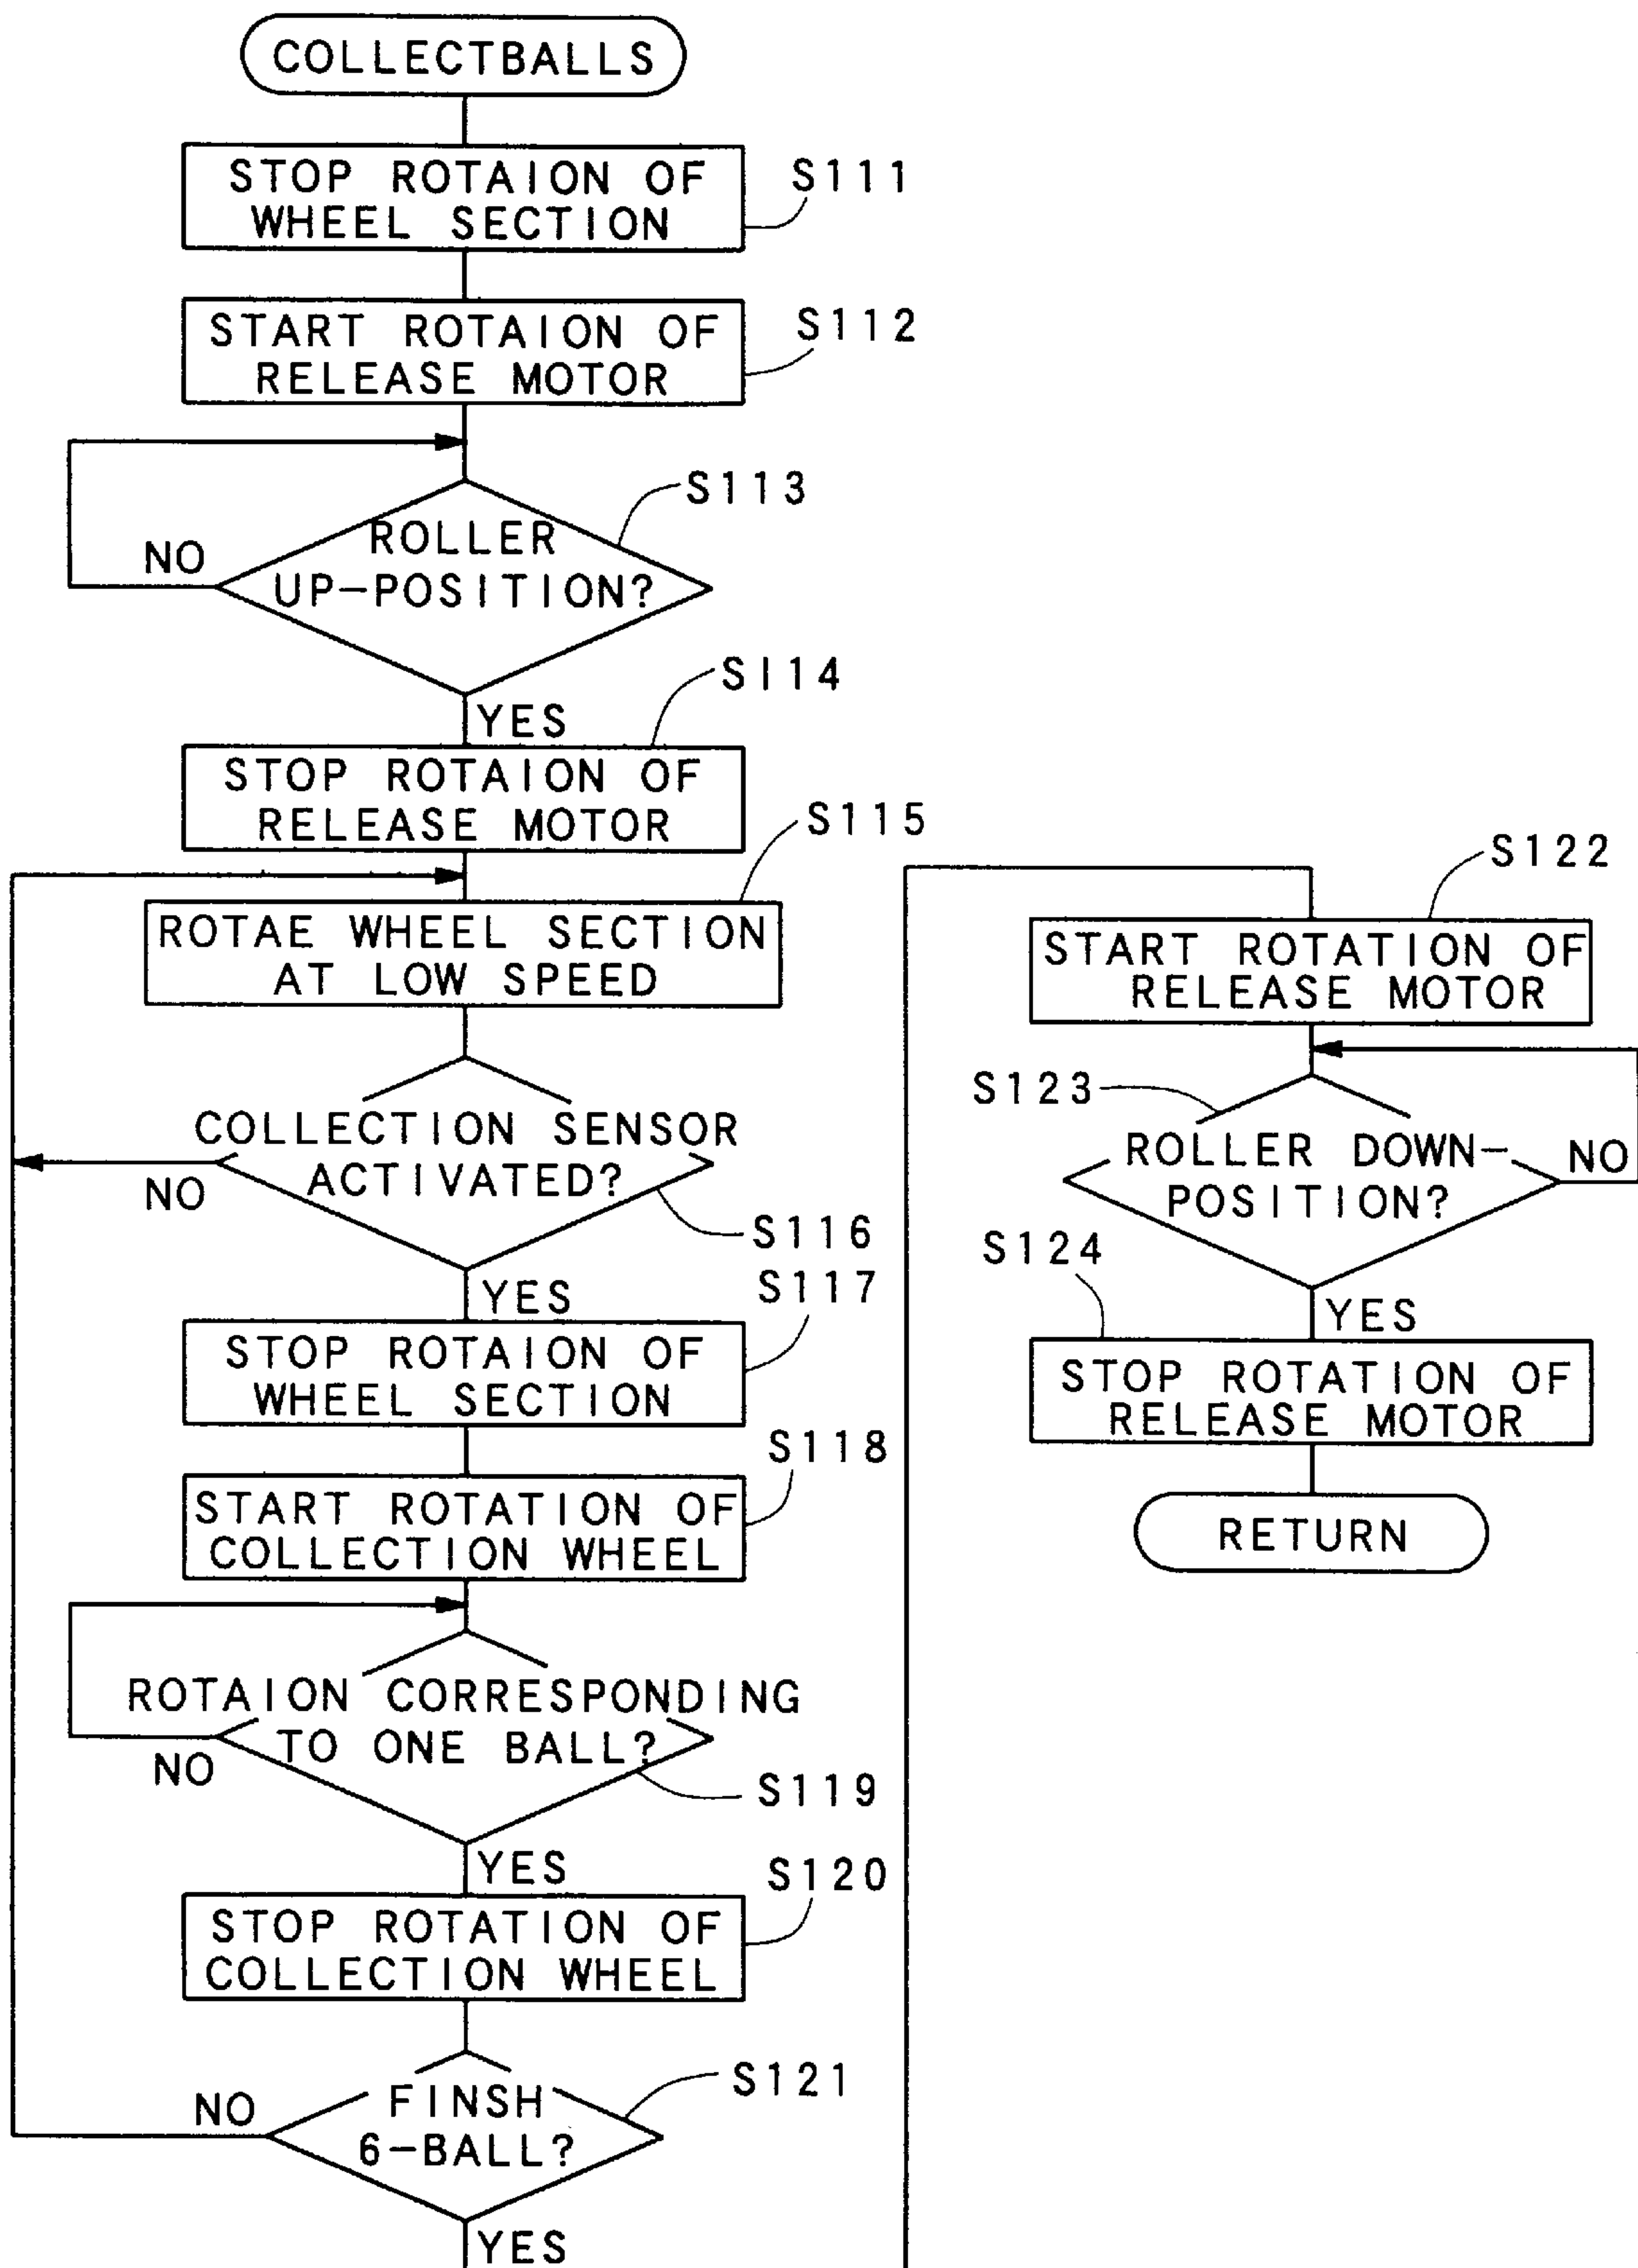 COLLECTBALLS
STOP ROTAION OF
WHEEL SECTION
S111
START ROTAION OF
RELEASE MOTOR
S112
S113
ROLLER
UP-POSITION?
NO
YES
S114
STOP ROTAION OF
RELEASE MOTOR
S115
ROTAE WHEEL SECTION
AT LOW SPEED
COLLECTION SENSOR
ACTIVATED?
NO
S116
YES
S117
STOP ROTAION OF
WHEEL SECTION
S118
START ROTATION OF
COLLECTION WHEEL
ROTAION CORRESPONDING
TO ONE BALL?
NO
S119
YES
S120
STOP ROTATION OF
COLLECTION WHEEL
S121
FINSH
6-BALL?
NO
YES
S122
START ROTATION OF
RELEASE MOTOR
S123
ROLLER DOWN-
POSITION?
NO
YES
S124
STOP ROTATION OF
RELEASE MOTOR
RETURN